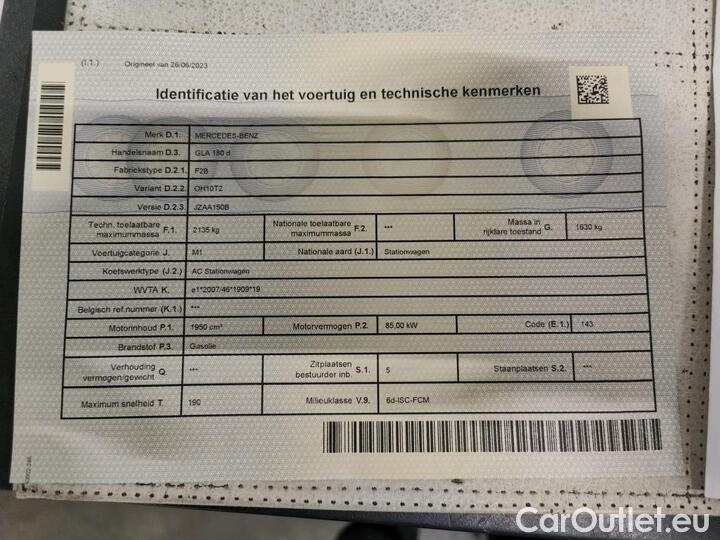 (I.1.) Origineel van 26/06/2023
Identificatie van het voertuig en technische kenmerken
Merk D.1. MERCEDES-BENZ
Handelsnaam D.3. GLA 180 d
Fabriekstype D.2.1. F2B
Variant D.2.2. OH10T2
Versie D.2.3. JZAA150B
Techn. toelaatbare maximummassa F.1. 2135 kg Nationale toelaatbare maximummassa F.2. *** Massa in rijklare toestand G. 1630 kg
Voertuigcategorie J. M1 Nationale aard (J.1.) Stationwagen
Koetswerktype (J.2.) AC Stationwagen
WVTA K. e1*2007/46*1909*19
Belgisch ref.nummer (K.1.) ***
Motorinhoud P.1. 1950 cm³ Motorvermogen P.2. 85,00 kW Code (E.1.) 143
Brandstof P.3. Gasolie
Verhouding vermogen/gewicht Q. *** Zitplaatsen bestuurder inb. S.1. 5 Staanplaatsen S.2. ***
Maximum snelheid T. 190 Milieuklasse V.9. 6d-ISC-FCM
CarOutlet.eu